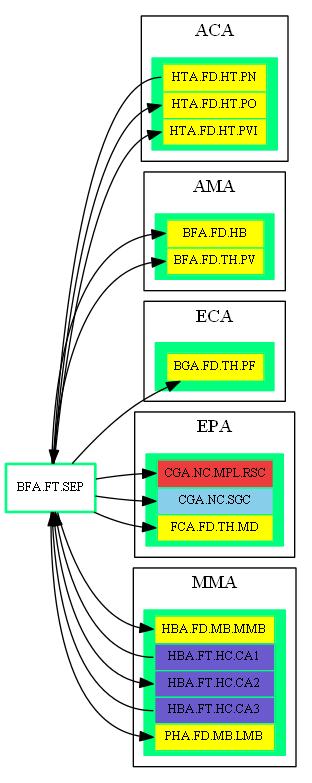 ACA
HTA.FD.HT.PN
HTA.FD.HT.PO
HTA.FD.HT.PVI
AMA
BFA.FD.HB
BFA.FD.TH.PV
ECA
BGA.FD.TH.PF
EPA
CGA.NC.MPL.RSC
CGA.NC.SGC
FCA.FD.TH.MD
BFA.FT.SEP
MMA
HBA.FD.MB.MMB
HBA.FT.HC.CA1
HBA.FT.HC.CA2
HBA.FT.HC.CA3
PHA.FD.MB.LMB